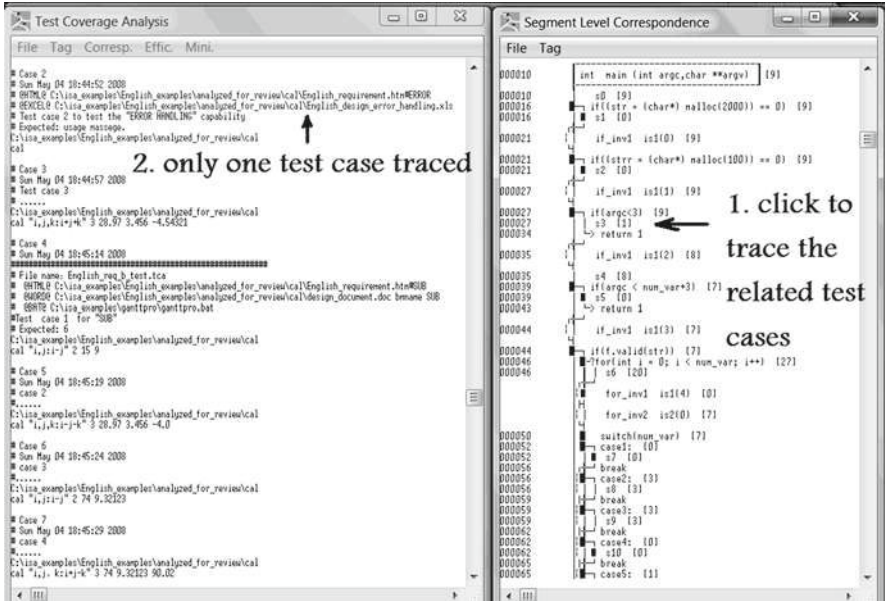 Test Coverage Analysis
File Tag Corresp. Effic. Mini.
# Case 2
# Sun May 04 18:44:52 2008
# @HTML@ C:\isa_examples\English_examples\analyzed_for_review\cal\English_requirement.htm#ERROR
# @EXCEL@ C:\isa_examples\English_examples\analyzed_for_review\cal\English_design_error_handling.xls
# Test case 2 to test the "ERROR HANDLING" capability
# Expected: usage massege.
C:\isa_examples\English_examples\analyzed_for_review\cal
cal
2. only one test case traced
# Case 3
# Sun May 04 18:44:57 2008
# Test case 3
# ......
C:\isa_examples\English_examples\analyzed_for_review\cal
cal "i,j,k:i+j+k" 3 28.97 3.456 -4.54321
# Case 4
# Sun May 04 18:45:14 2008
# File name: English_req_b_test.tca
# @HTML@ C:\isa_examples\English_examples\analyzed_for_review\cal\English_requirement.htm#SUB
# @WORD@ C:\isa_examples\English_examples\analyzed_for_review\cal\design_document.doc bmname SUB
# @BAT@ C:\isa_examples\ganttpro\ganttpro.bat
#Test case 1 for "SUB"
# Expected: 6
C:\isa_examples\English_examples\analyzed_for_review\cal
cal "i,j:i-j" 2 15 9
# Case 5
# Sun May 04 18:45:19 2008
# case 2
#......
C:\isa_examples\English_examples\analyzed_for_review\cal
cal "i,j,k:i-j-k" 3 28.97 3.456 -4.0
# Case 6
# Sun May 04 18:45:24 2008
# case 3
#......
C:\isa_examples\English_examples\analyzed_for_review\cal
cal "i,j:i-j" 2 74 9.32123
# Case 7
# Sun May 04 18:45:29 2008
# case 4
#......
C:\isa_examples\English_examples\analyzed_for_review\cal
cal "i,j. k:i+j-k" 3 74 9.32123 90.02
Segment Level Correspondence
File Tag
000010 int main (int argc,char **argv) [9]
000010 s0 [9]
000016 if((str = (char*) malloc(2000)) == 0) [9]
000016 s1 [0]
000021 if_inv1 is1(0) [9]
000021 if((strr = (char*) malloc(100)) == 0) [9]
000021 s2 [0]
000027 if_inv1 is1(1) [9]
000027 if(argc<3) [9]
000027 s3 [1]
000034 return 1
1. click to
trace the
related test
cases
000035 if_inv1 is1(2) [8]
000035 s4 [8]
000039 if(argc < num_var+3) [7]
000039 s5 [0]
000043 return 1
000044 if_inv1 is1(3) [7]
000044 if(f.valid(str)) [7]
000046 for(int i = 0; i < num_var; i++) [27]
000046 s6 [20]
for_inv1 is1(4) [0]
for_inv2 is2(0) [7]
000050 switch(num_var) [7]
000052 case1: [0]
000052 s7 [0]
000056 break
000056 case2: [3]
000056 s8 [3]
000059 break
000059 case3: [3]
000059 s9 [3]
000062 break
000062 case4: [0]
000062 s10 [0]
000065 break
000065 case5: [1]